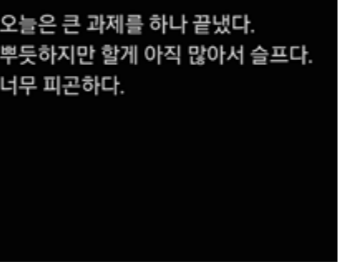 오늘은 큰 과제를 하나 끝냈다.
뿌듯하지만 할게 아직 많아서 슬프다.
너무 피곤하다.